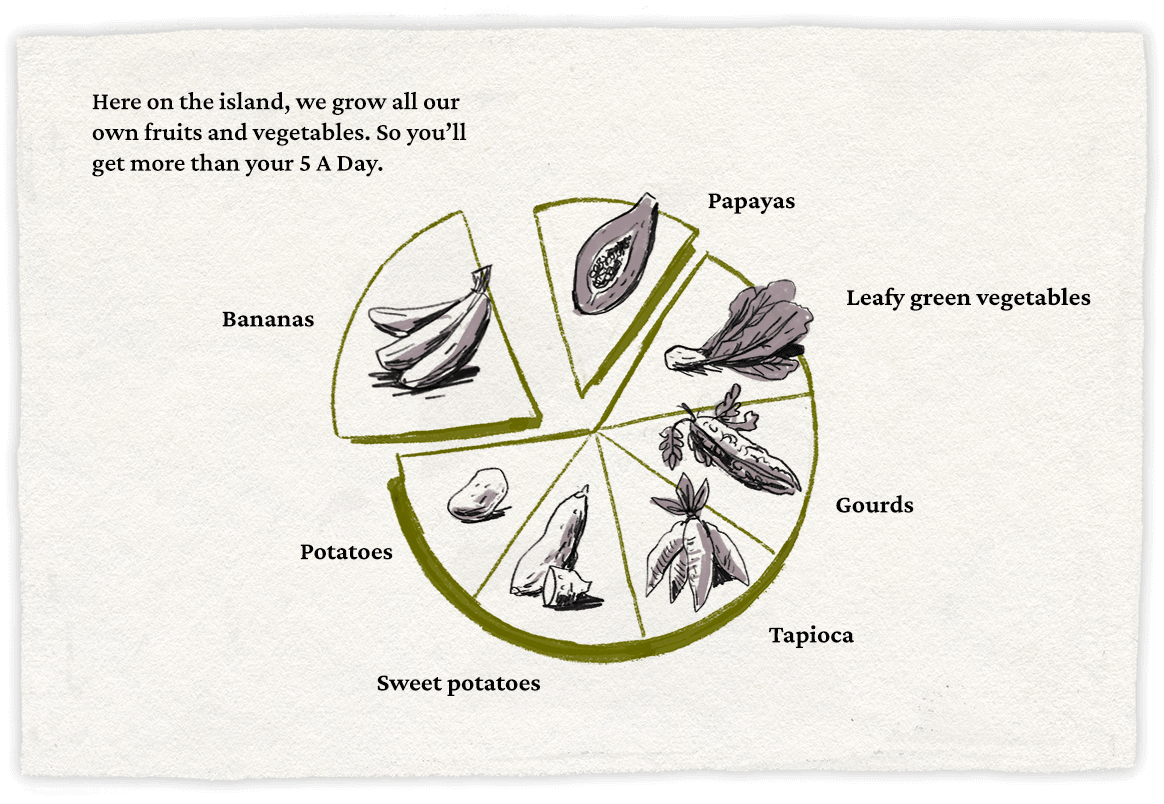 Here on the island, we grow all our
own fruits and vegetables. So you’ll
get more than your 5 A Day.
Papayas
Leafy green vegetables
Bananas
Gourds
Potatoes
Tapioca
Sweet potatoes